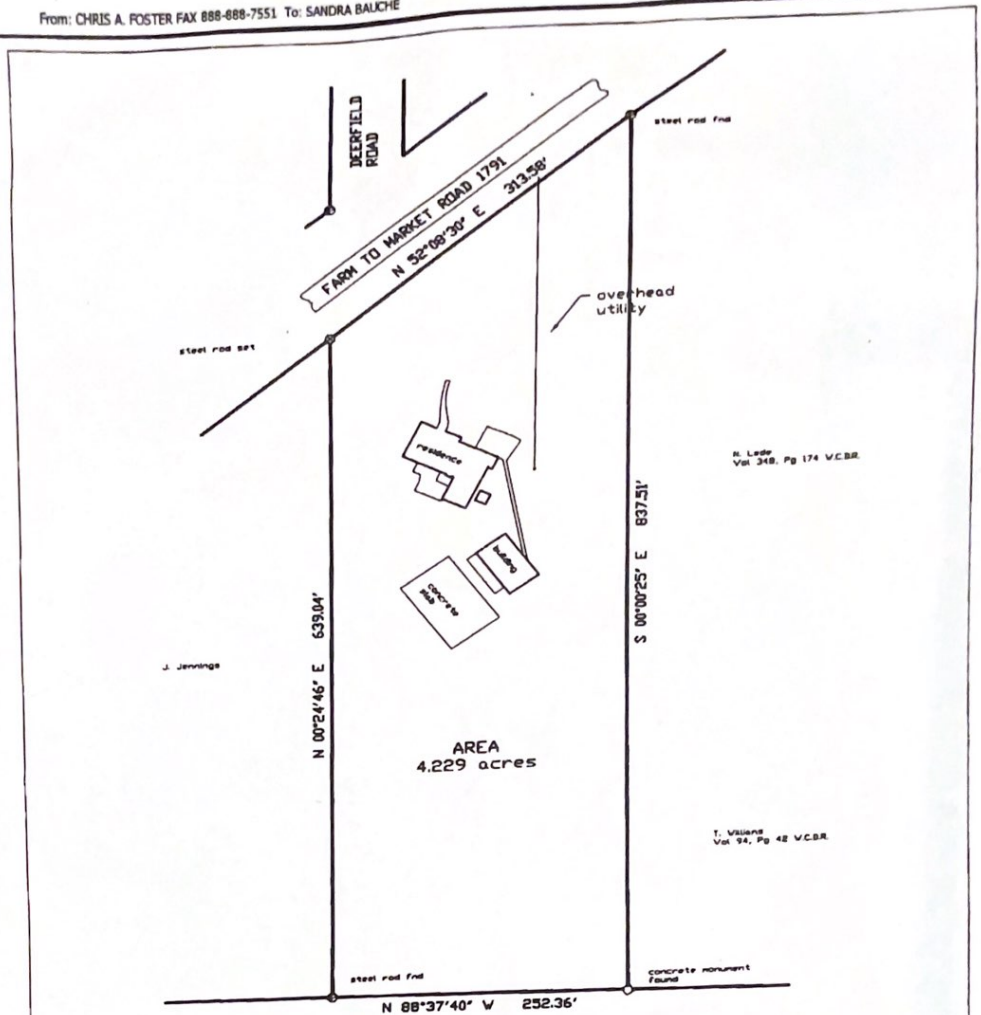 From: CHRIS A. FOSTER FAX 888-888-7551 To: SANDRA BAUCHE
DEERFIELD
ROAD
steel rod fnd
FARM TO MARKET ROAD 1791
N 52°08'30" E 313.58'
overhead
utility
steel rod set
residence
N. Lede
Vol 348, Pg 174 W.C.D.R.
S 00°00'25" E 837.51'
building
concrete
slab
N 00°24'46" E 639.04'
J. Jennings
AREA
4.229 acres
T. Williams
Vol 94, Pg 42 W.C.D.R.
steel rod fnd
concrete monument
found
N 88°37'40" W 252.36'